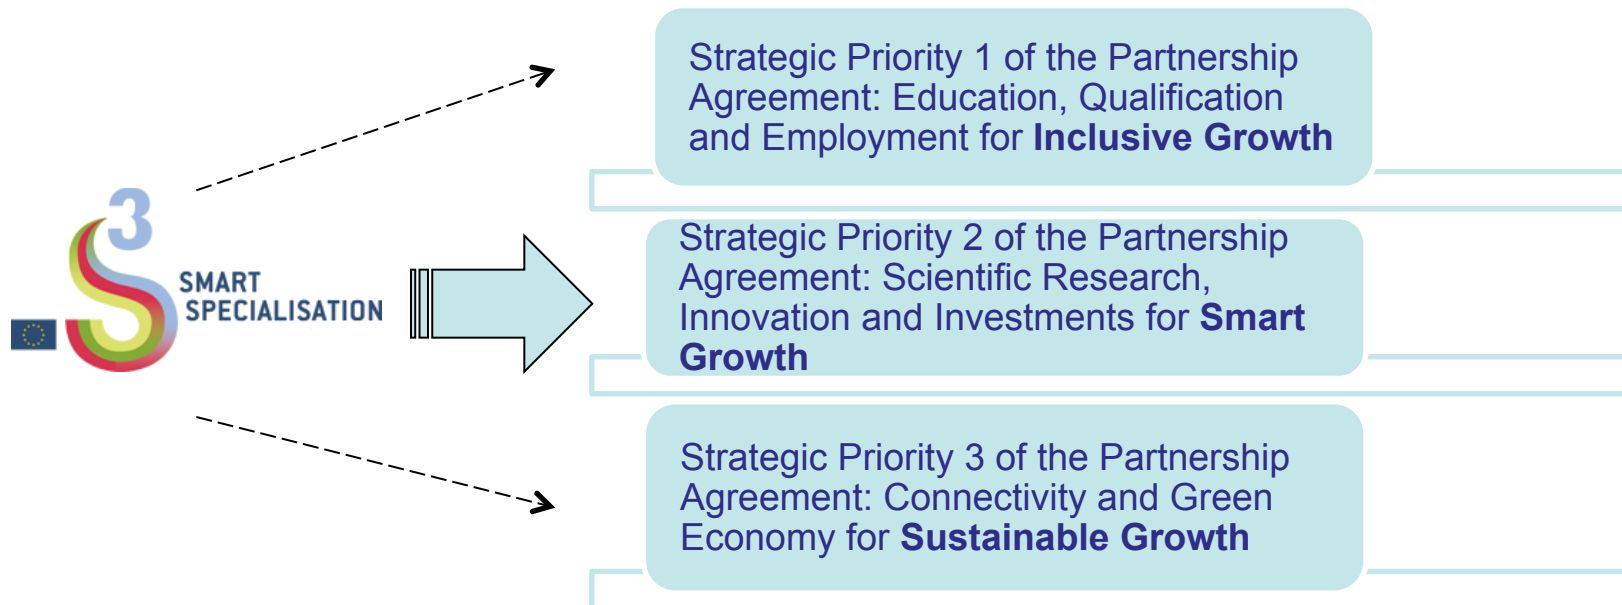 Strategic Priority 1 of the Partnership
Agreement: Education, Qualification
and Employment for Inclusive Growth
3
S
SMART
SPECIALISATION
Strategic Priority 2 of the Partnership
Agreement: Scientific Research,
Innovation and Investments for Smart
Growth
Strategic Priority 3 of the Partnership
Agreement: Connectivity and Green
Economy for Sustainable Growth